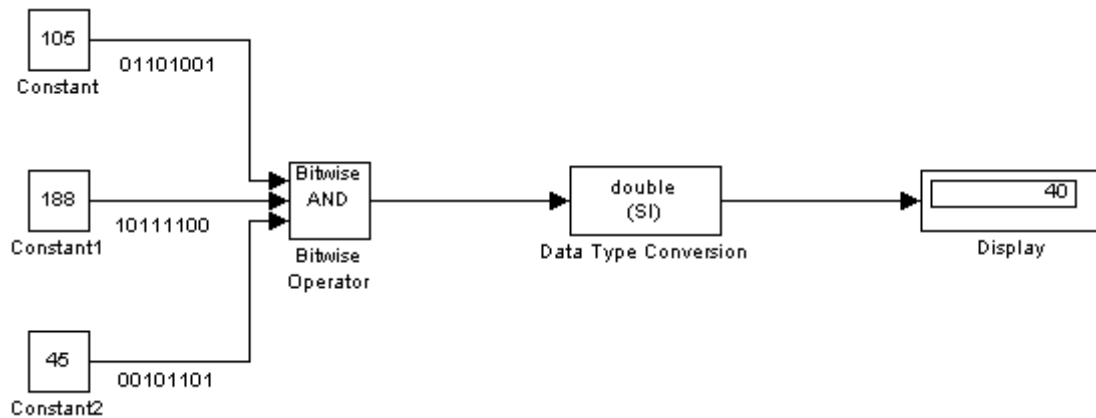 105
Constant
01101001
188
Constant1
10111100
45
Constant2
00101101
Bitwise
AND
Bitwise
Operator
double
(SI)
Data Type Conversion
40
Display